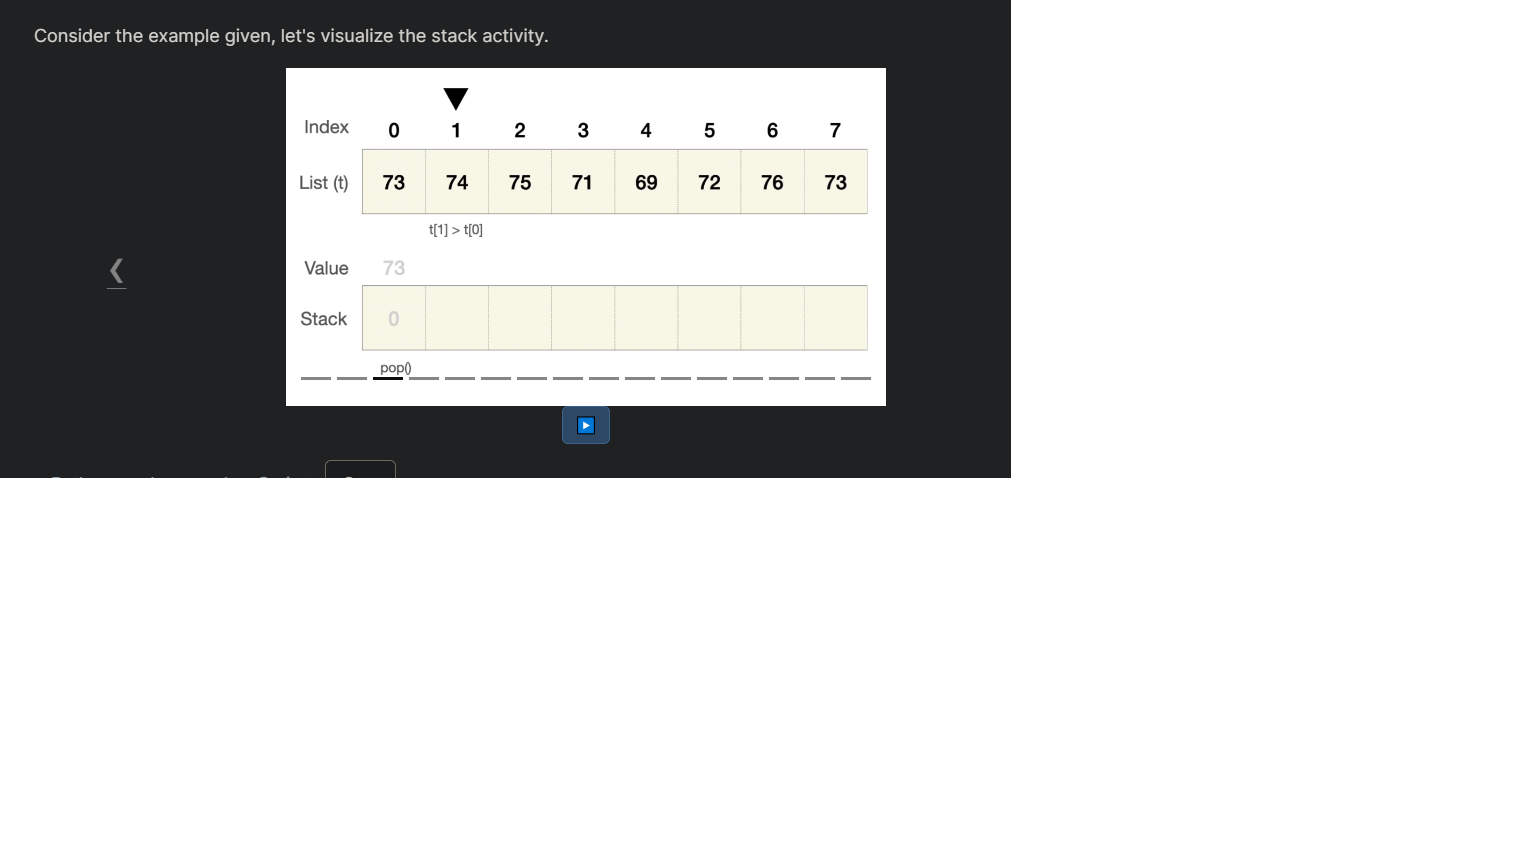 Consider the example given, let's visualize the stack activity.
Index 0 1 2 3 4 5 6 7
List (t) 73 74 75 71 69 72 76 73
t[1] > t[0]
Value 73
Stack 0
pop()